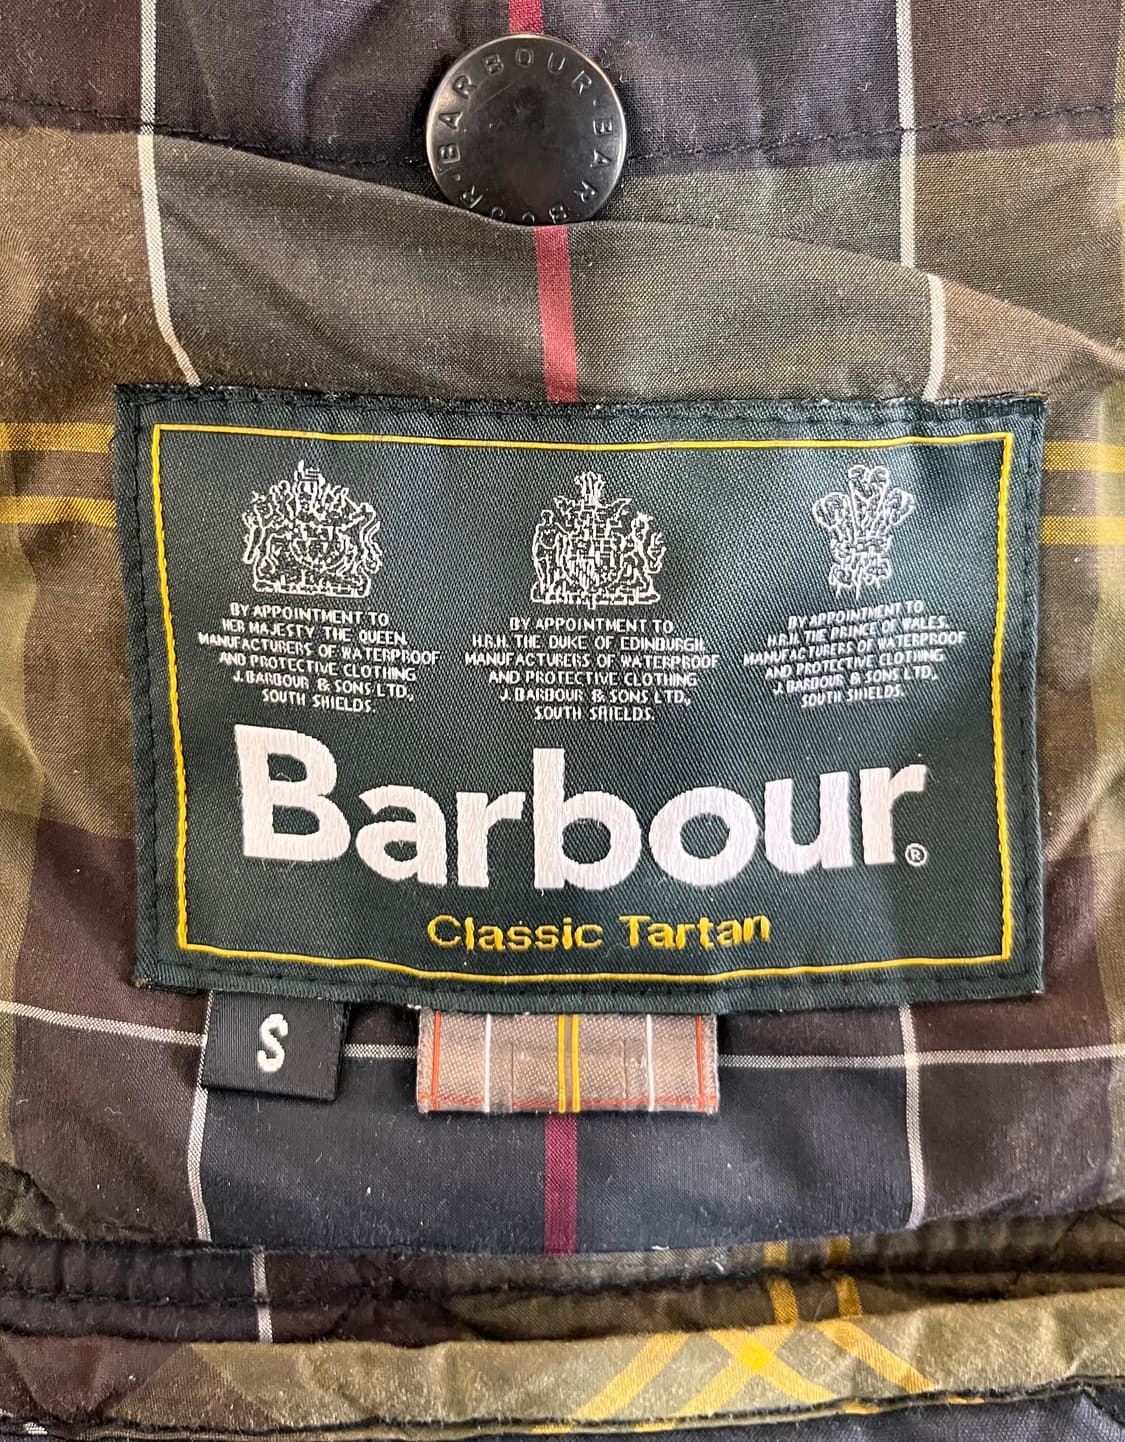 BARBOUR · BARBOUR ·
BY APPOINTMENT TO
HER MAJESTY THE QUEEN,
MANUFACTURERS OF WATERPROOF
AND PROTECTIVE CLOTHING
J. BARBOUR & SONS LTD,
SOUTH SHIELDS.
BY APPOINTMENT TO
H.R.H. THE DUKE OF EDINBURGH
MANUFACTURERS OF WATERPROOF
AND PROTECTIVE CLOTHING
J. BARBOUR & SONS LTD,
SOUTH SHIELDS.
BY APPOINTMENT TO
H.R.H. THE PRINCE OF WALES.
MANUFACTURERS OF WATERPROOF
AND PROTECTIVE CLOTHING
J. BARBOUR & SONS LTD,
SOUTH SHIELDS.
Barbour®
Classic Tartan
S